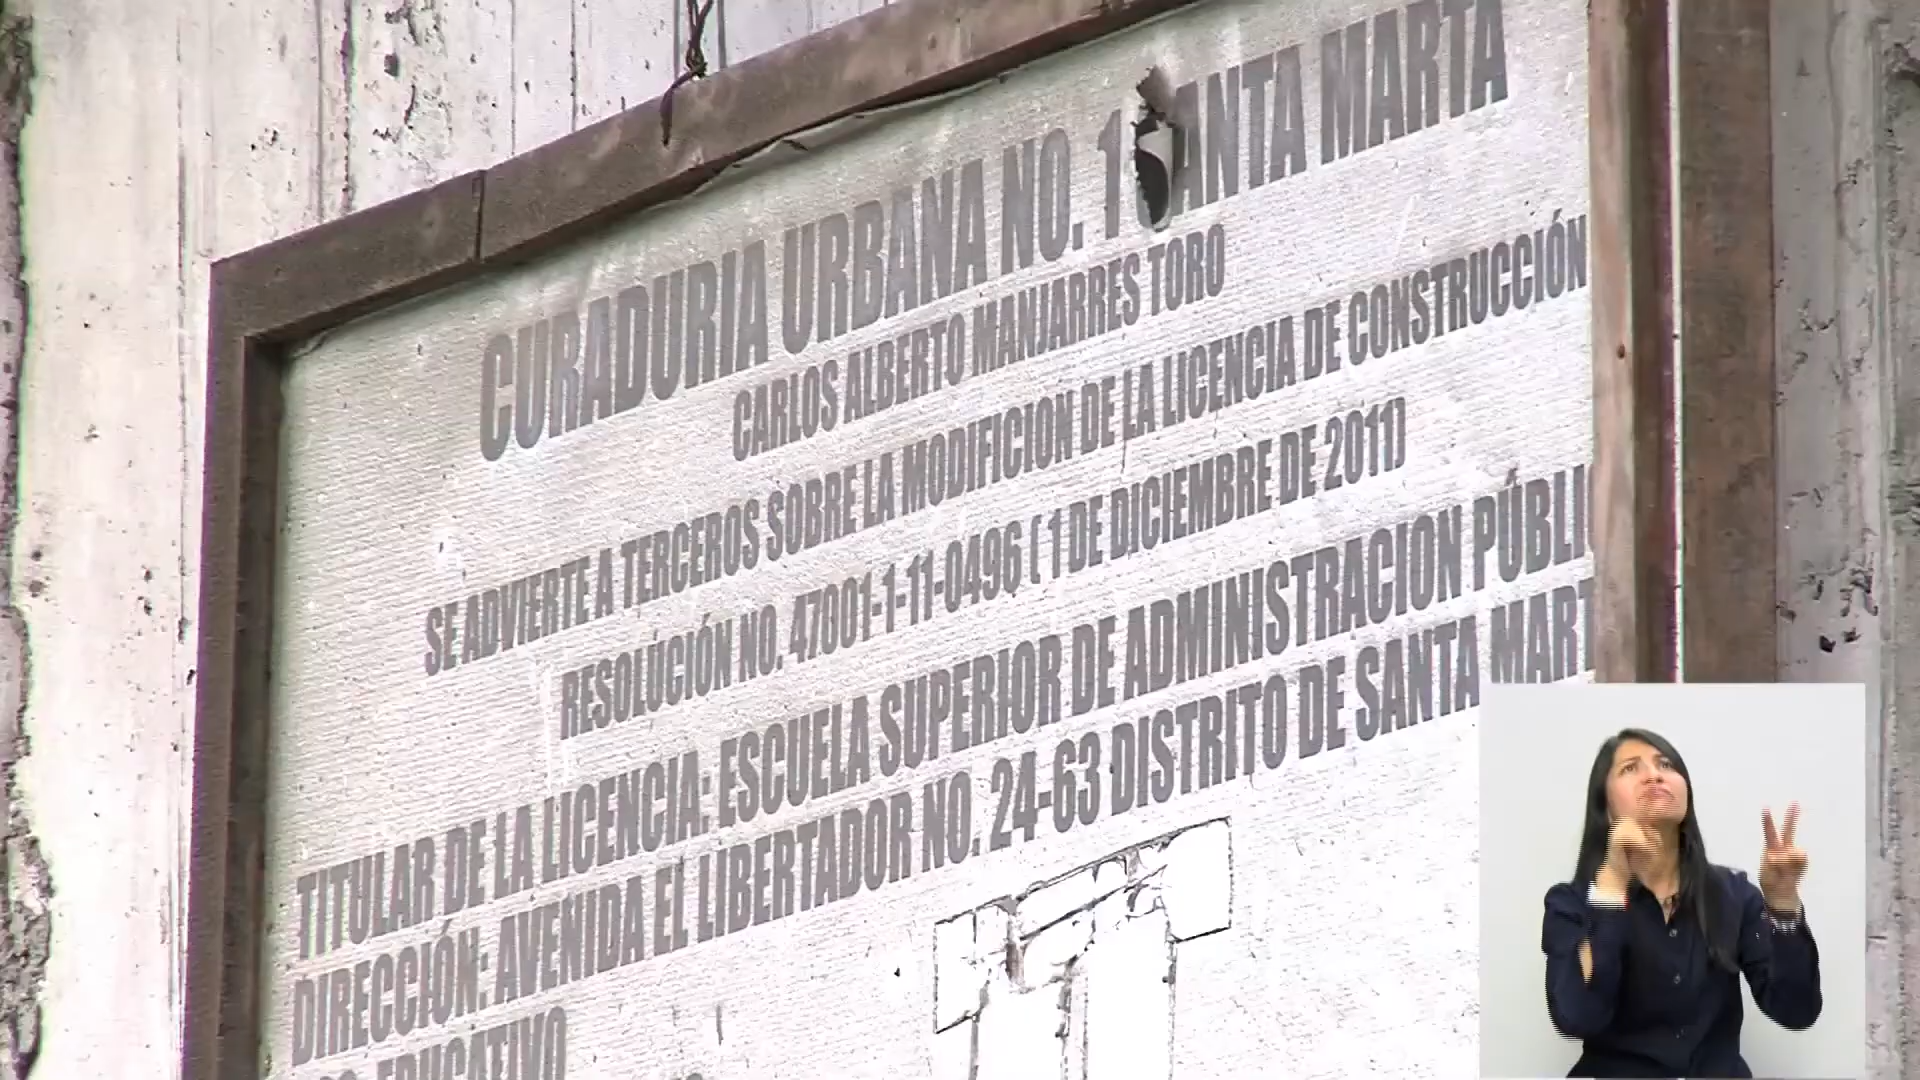 CURADURIA URBANA NO. 1 SANTA MARTA
CARLOS ALBERTO MANJARRES TORO
SE ADVIERTE A TERCEROS SOBRE LA MODIFICION DE LA LICENCIA DE CONSTRUCCIÓN
RESOLUCIÓN NO. 47001-1-11-0496 ( 1 DE DICIEMBRE DE 2011)
TITULAR DE LA LICENCIA: ESCUELA SUPERIOR DE ADMINISTRACION PÚBLI
DIRECCIÓN: AVENIDA EL LIBERTADOR NO. 24-63 DISTRITO DE SANTA MART
EDUCATIVO